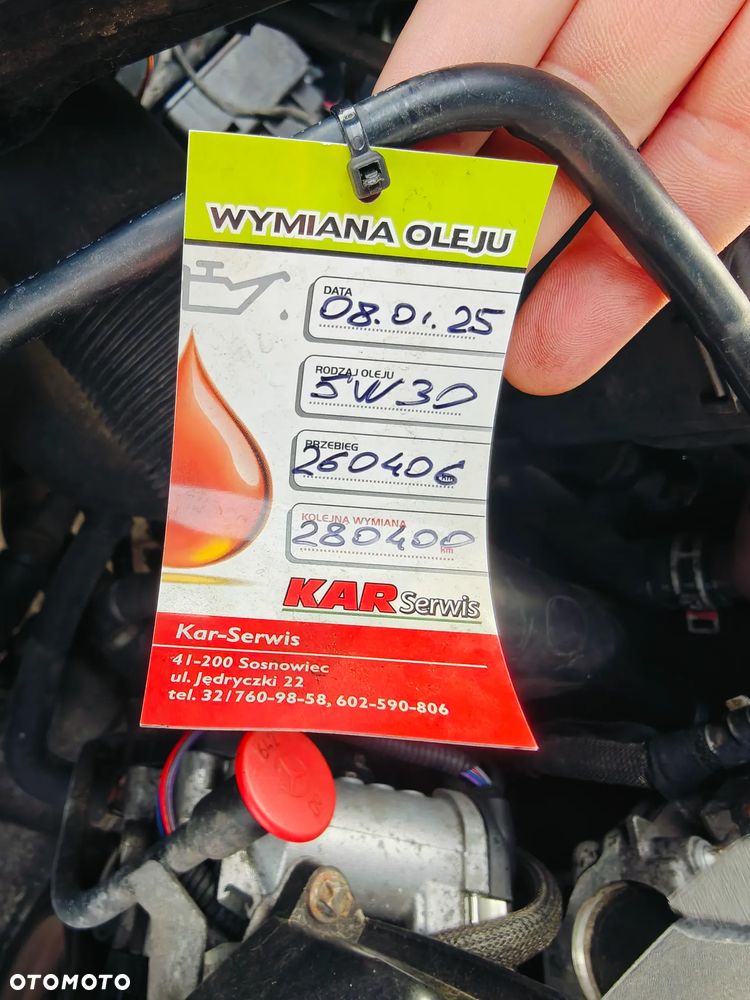 WYMIANA OLEJU
DATA
08.01.25
RODZAJ OLEJU
5W30
PRZEBIEG
260406
km
KOLEJNA WYMIANA
280400
km
KAR Serwis
Kar-Serwis
41-200 Sosnowiec
ul. Jędryczki 22
tel. 32/760-98-58, 602-590-806
OTOMOTO